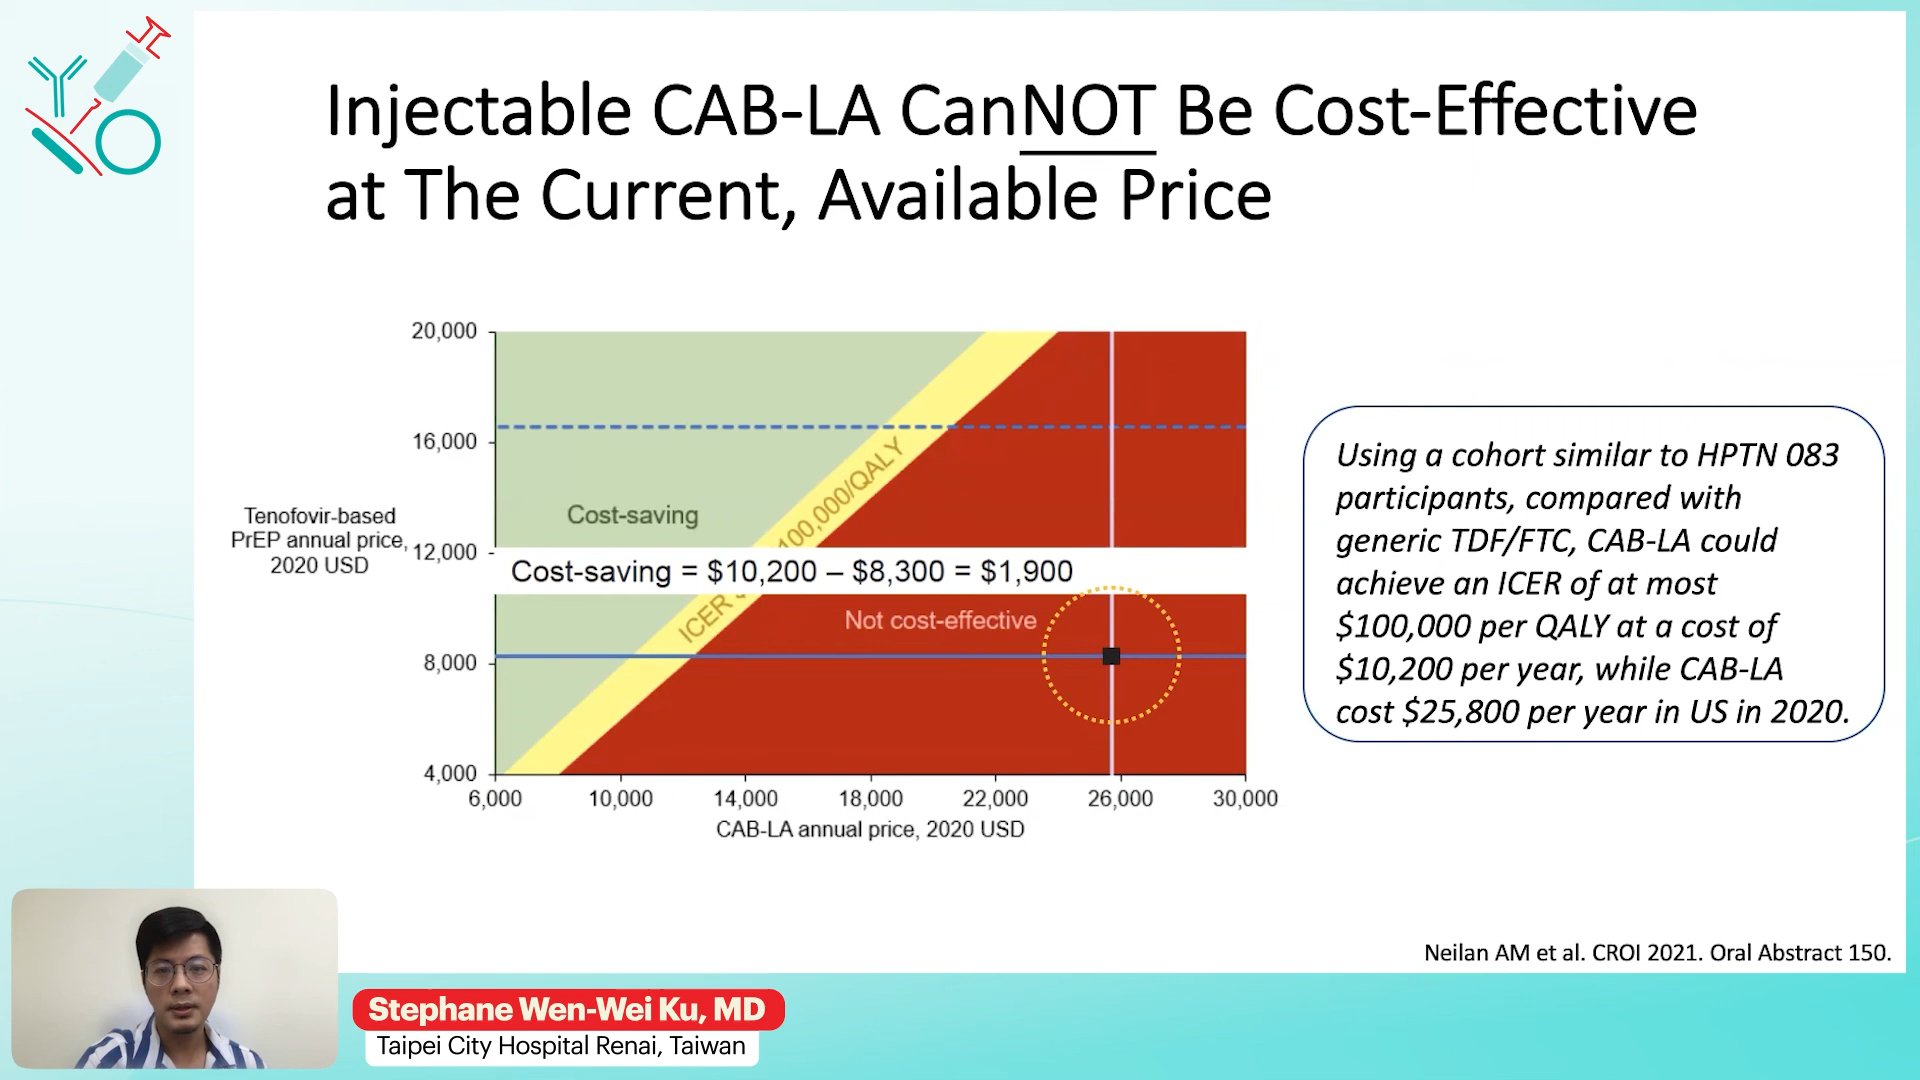 Injectable CAB-LA CanNOT Be Cost-Effective
at The Current, Available Price
20,000
16,000
12,000
8,000
4,000
Tenofovir-based
PrEP annual price,
2020 USD
Cost-saving
100,000/QALY
Cost-saving = $10,200 – $8,300 = $1,900
ICER
Not cost-effective
6,000 10,000 14,000 18,000 22,000 26,000 30,000
CAB-LA annual price, 2020 USD
Using a cohort similar to HPTN 083
participants, compared with
generic TDF/FTC, CAB-LA could
achieve an ICER of at most
$100,000 per QALY at a cost of
$10,200 per year, while CAB-LA
cost $25,800 per year in US in 2020.
Neilan AM et al. CROI 2021. Oral Abstract 150.
Stephane Wen-Wei Ku, MD
Taipei City Hospital Renai, Taiwan